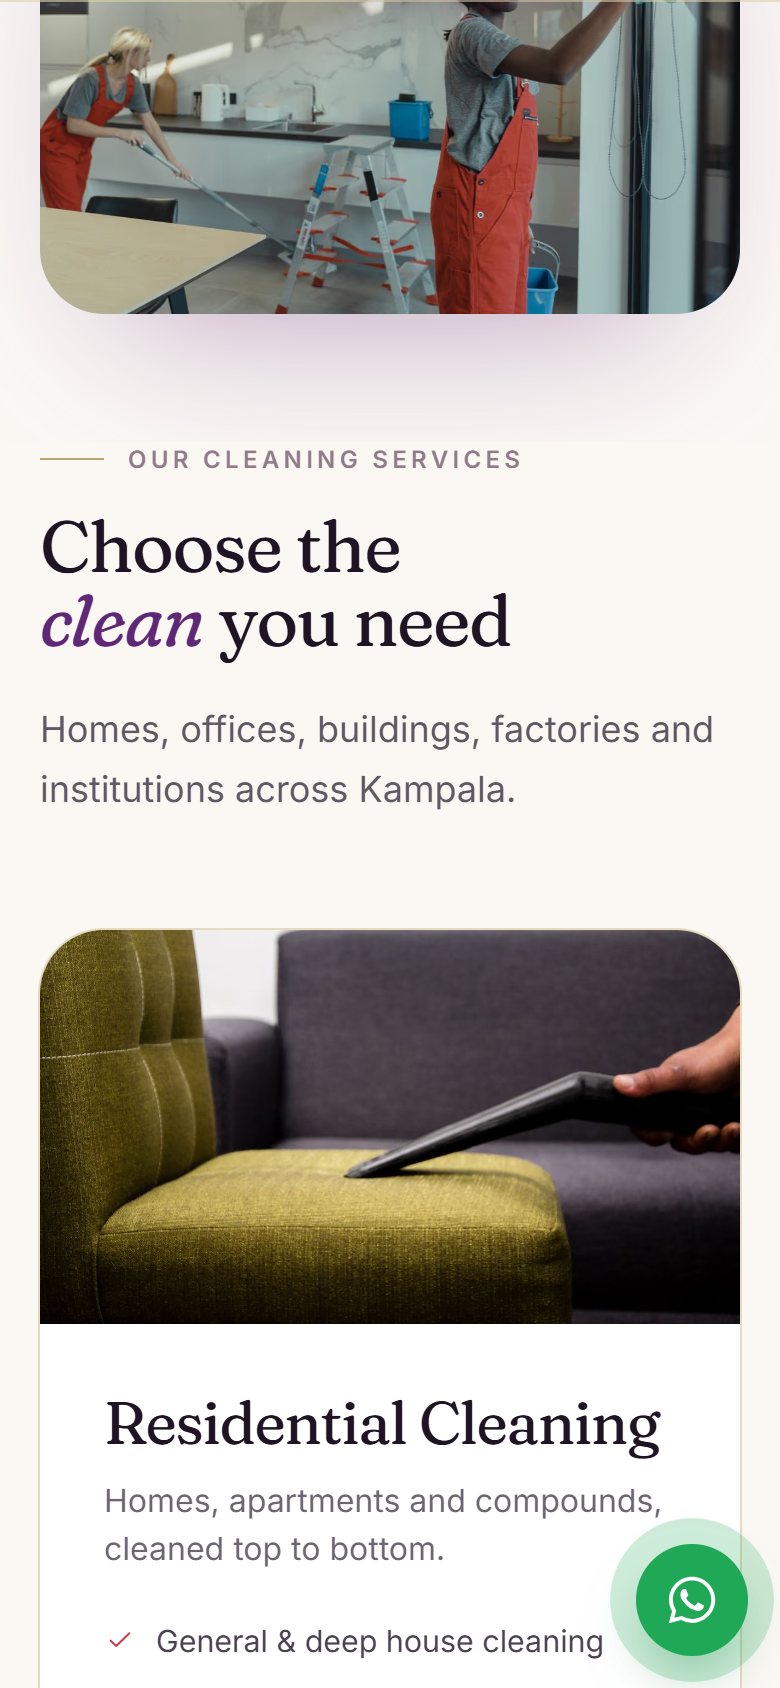 OUR CLEANING SERVICES
Choose the
clean you need
Homes, offices, buildings, factories and
institutions across Kampala.
Residential Cleaning
Homes, apartments and compounds,
cleaned top to bottom.
General & deep house cleaning